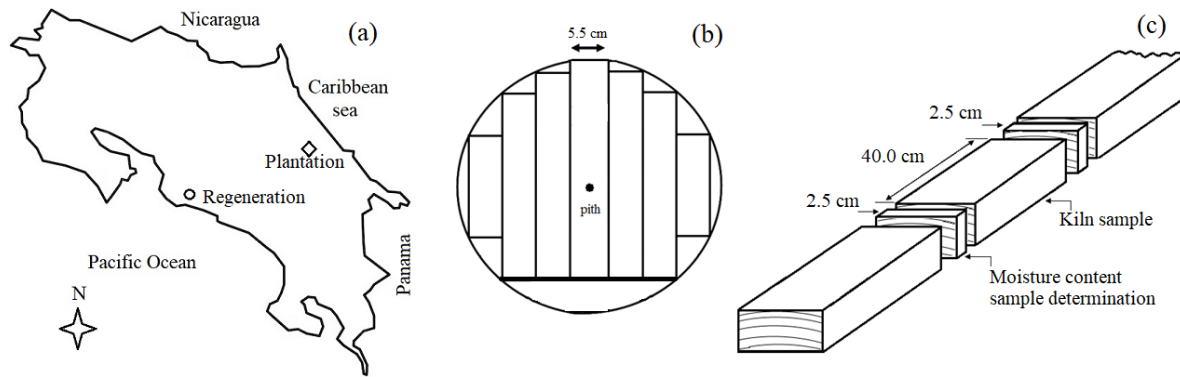 Nicaragua
(a)
Caribbean
sea
Plantation
Regeneration
Pacific Ocean
Panama
N
5.5 cm
(b)
pith
(c)
2.5 cm
40.0 cm
2.5 cm
Kiln sample
Moisture content
sample determination